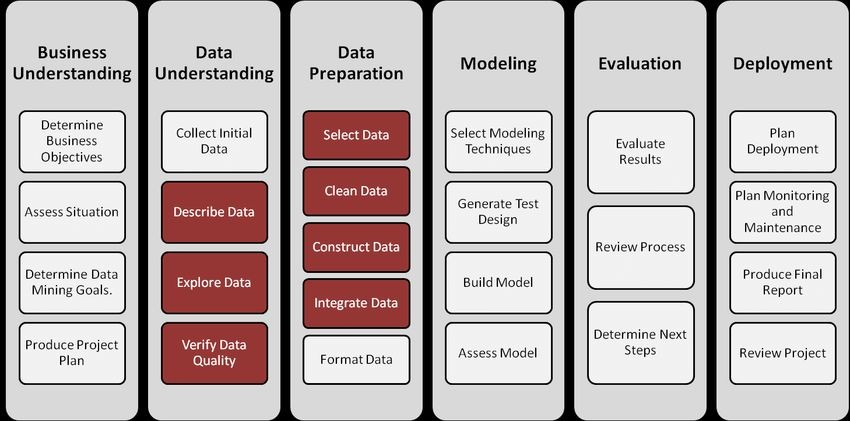 Business
Understanding
Determine
Business
Objectives
Assess Situation
Determine Data
Mining Goals.
Produce Project
Plan
Data
Understanding
Collect Initial
Data
Describe Data
Explore Data
Verify Data
Quality
Data
Preparation
Select Data
Clean Data
Construct Data
Integrate Data
Format Data
Modeling
Select Modeling
Techniques
Generate Test
Design
Build Model
Assess Model
Evaluation
Evaluate
Results
Review Process
Determine Next
Steps
Deployment
Plan
Deployment
Plan Monitoring
and
Maintenance
Produce Final
Report
Review Project